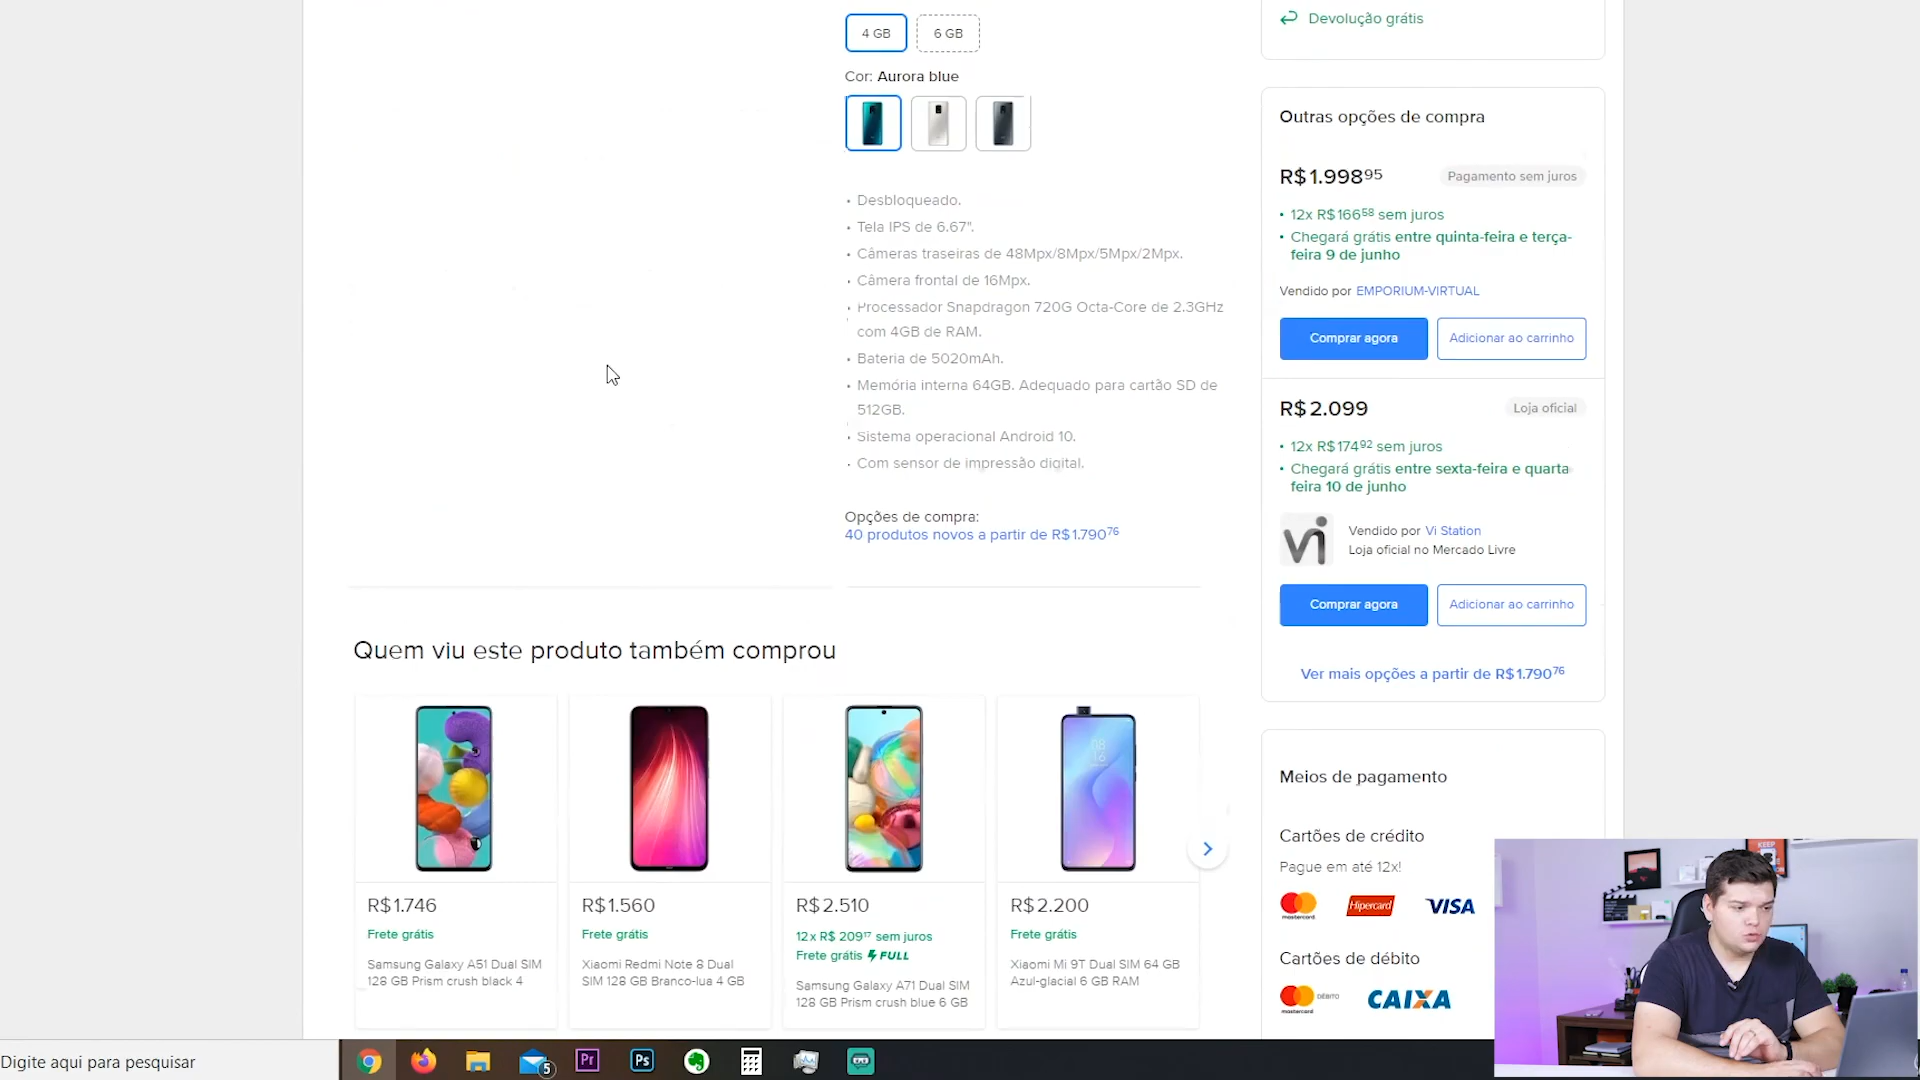 4 GB
6 GB
Cor: Aurora blue
• Desbloqueado.
• Tela IPS de 6.67".
• Câmeras traseiras de 48Mpx/8Mpx/5Mpx/2Mpx.
• Câmera frontal de 16Mpx.
• Processador Snapdragon 720G Octa-Core de 2.3GHz
com 4GB de RAM.
• Bateria de 5020mAh.
• Memória interna 64GB. Adequado para cartão SD de
512GB.
• Sistema operacional Android 10.
• Com sensor de impressão digital.
Opções de compra:
40 produtos novos a partir de R$1.790⁷⁶
Devolução grátis
Outras opções de compra
R$1.998⁹⁵
Pagamento sem juros
• 12x R$166⁵⁸ sem juros
• Chegará grátis entre quinta-feira e terça-
feira 9 de junho
Vendido por EMPORIUM-VIRTUAL
Comprar agora
Adicionar ao carrinho
R$2.099
Loja oficial
• 12x R$174⁹² sem juros
• Chegará grátis entre sexta-feira e quarta
feira 10 de junho
Vi
Vendido por Vi Station
Loja oficial no Mercado Livre
Comprar agora
Adicionar ao carrinho
Ver mais opções a partir de R$1.790⁷⁶
Quem viu este produto também comprou
R$1.746
Frete grátis
Samsung Galaxy A51 Dual SIM
128 GB Prism crush black 4
R$1.560
Frete grátis
Xiaomi Redmi Note 8 Dual
SIM 128 GB Branco-lua 4 GB
R$2.510
12x R$ 209¹⁷ sem juros
Frete grátis FULL
Samsung Galaxy A71 Dual SIM
128 GB Prism crush blue 6 GB
08
16
R$2.200
Frete grátis
Xiaomi Mi 9T Dual SIM 64 GB
Azul-glacial 6 GB RAM
Meios de pagamento
Cartões de crédito
Pague em até 12x!
mastercard
Hipercard
VISA
Cartões de débito
mastercard
DÉBITO
CAIXA
KEEP
Digite aqui para pesquisar
5
Pr
Ps